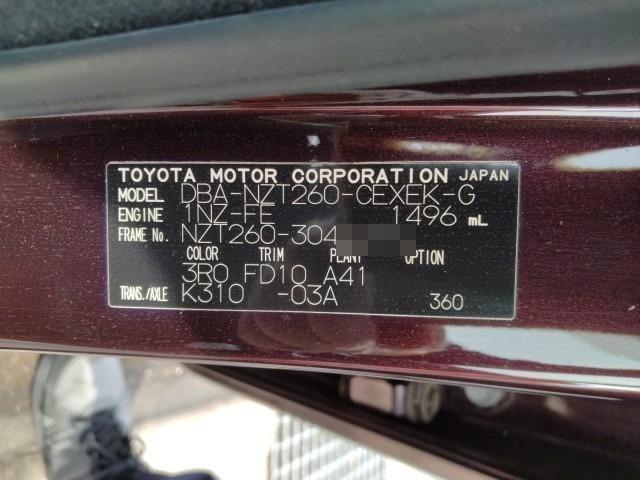 TOYOTA MOTOR CORPORATION JAPAN
MODEL DBA-NZT260-CEXEK-G
ENGINE 1NZ-FE 1496 mL
FRAME No. NZT260-304
COLOR TRIM PLANT OPTION
3R0 FD10 A41
TRANS./AXLE K310 -03A 360